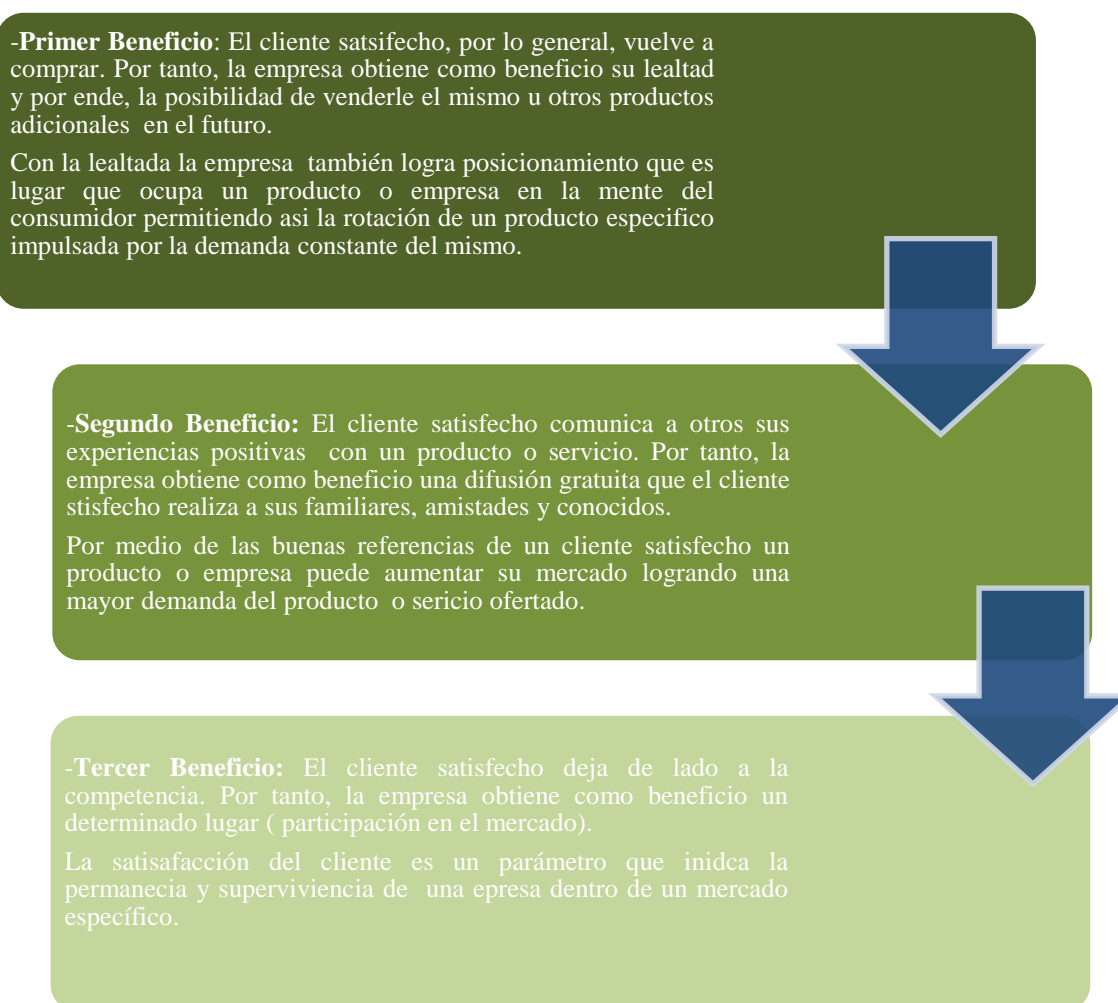 -Primer Beneficio: El cliente satsifecho, por lo general, vuelve a
comprar. Por tanto, la empresa obtiene como beneficio su lealtad
y por ende, la posibilidad de venderle el mismo u otros productos
adicionales en el futuro.
Con la lealtada la empresa también logra posicionamiento que es
lugar que ocupa un producto o empresa en la mente del
consumidor permitiendo asi la rotación de un producto especifico
impulsada por la demanda constante del mismo.
-Segundo Beneficio: El cliente satisfecho comunica a otros sus
experiencias positivas con un producto o servicio. Por tanto, la
empresa obtiene como beneficio una difusión gratuita que el cliente
stisfecho realiza a sus familiares, amistades y conocidos.
Por medio de las buenas referencias de un cliente satisfecho un
producto o empresa puede aumentar su mercado logrando una
mayor demanda del producto o sericio ofertado.
-Tercer Beneficio: El cliente satisfecho deja de lado a la
competencia. Por tanto, la empresa obtiene como beneficio un
determinado lugar ( participación en el mercado).
La satisafacción del cliente es un parámetro que inidca la
permanecia y superviviencia de una epresa dentro de un mercado
específico.